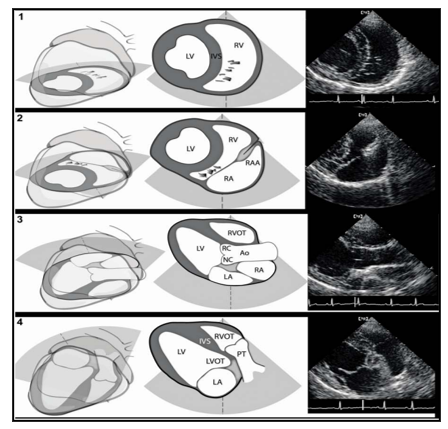 1
LV
IVS
RV
2
LV
RV
RAA
RA
3
RVOT
LV
RC
Ao
NC
LA
RA
4
IVS
RVOT
LV
PT
LVOT
LA